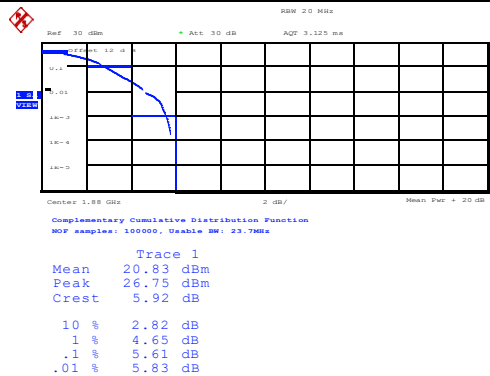 RBW 20 MHz
Ref 30 dBm * Att 30 dB AQT 3.125 ms
0.1
0.01
VIEW
1E-3
1E-4
1E-5
Center 1.88 GHz 2 dB/ Mean Pwr + 20 dB
Complementary Cumulative Distribution Function
NOF samples: 100000, Usable BW: 23.7MHz
Trace 1
Mean 20.83 dBm
Peak 26.75 dBm
Crest 5.92 dB
10 % 2.82 dB
1 % 4.65 dB
.1 % 5.61 dB
.01 % 5.83 dB